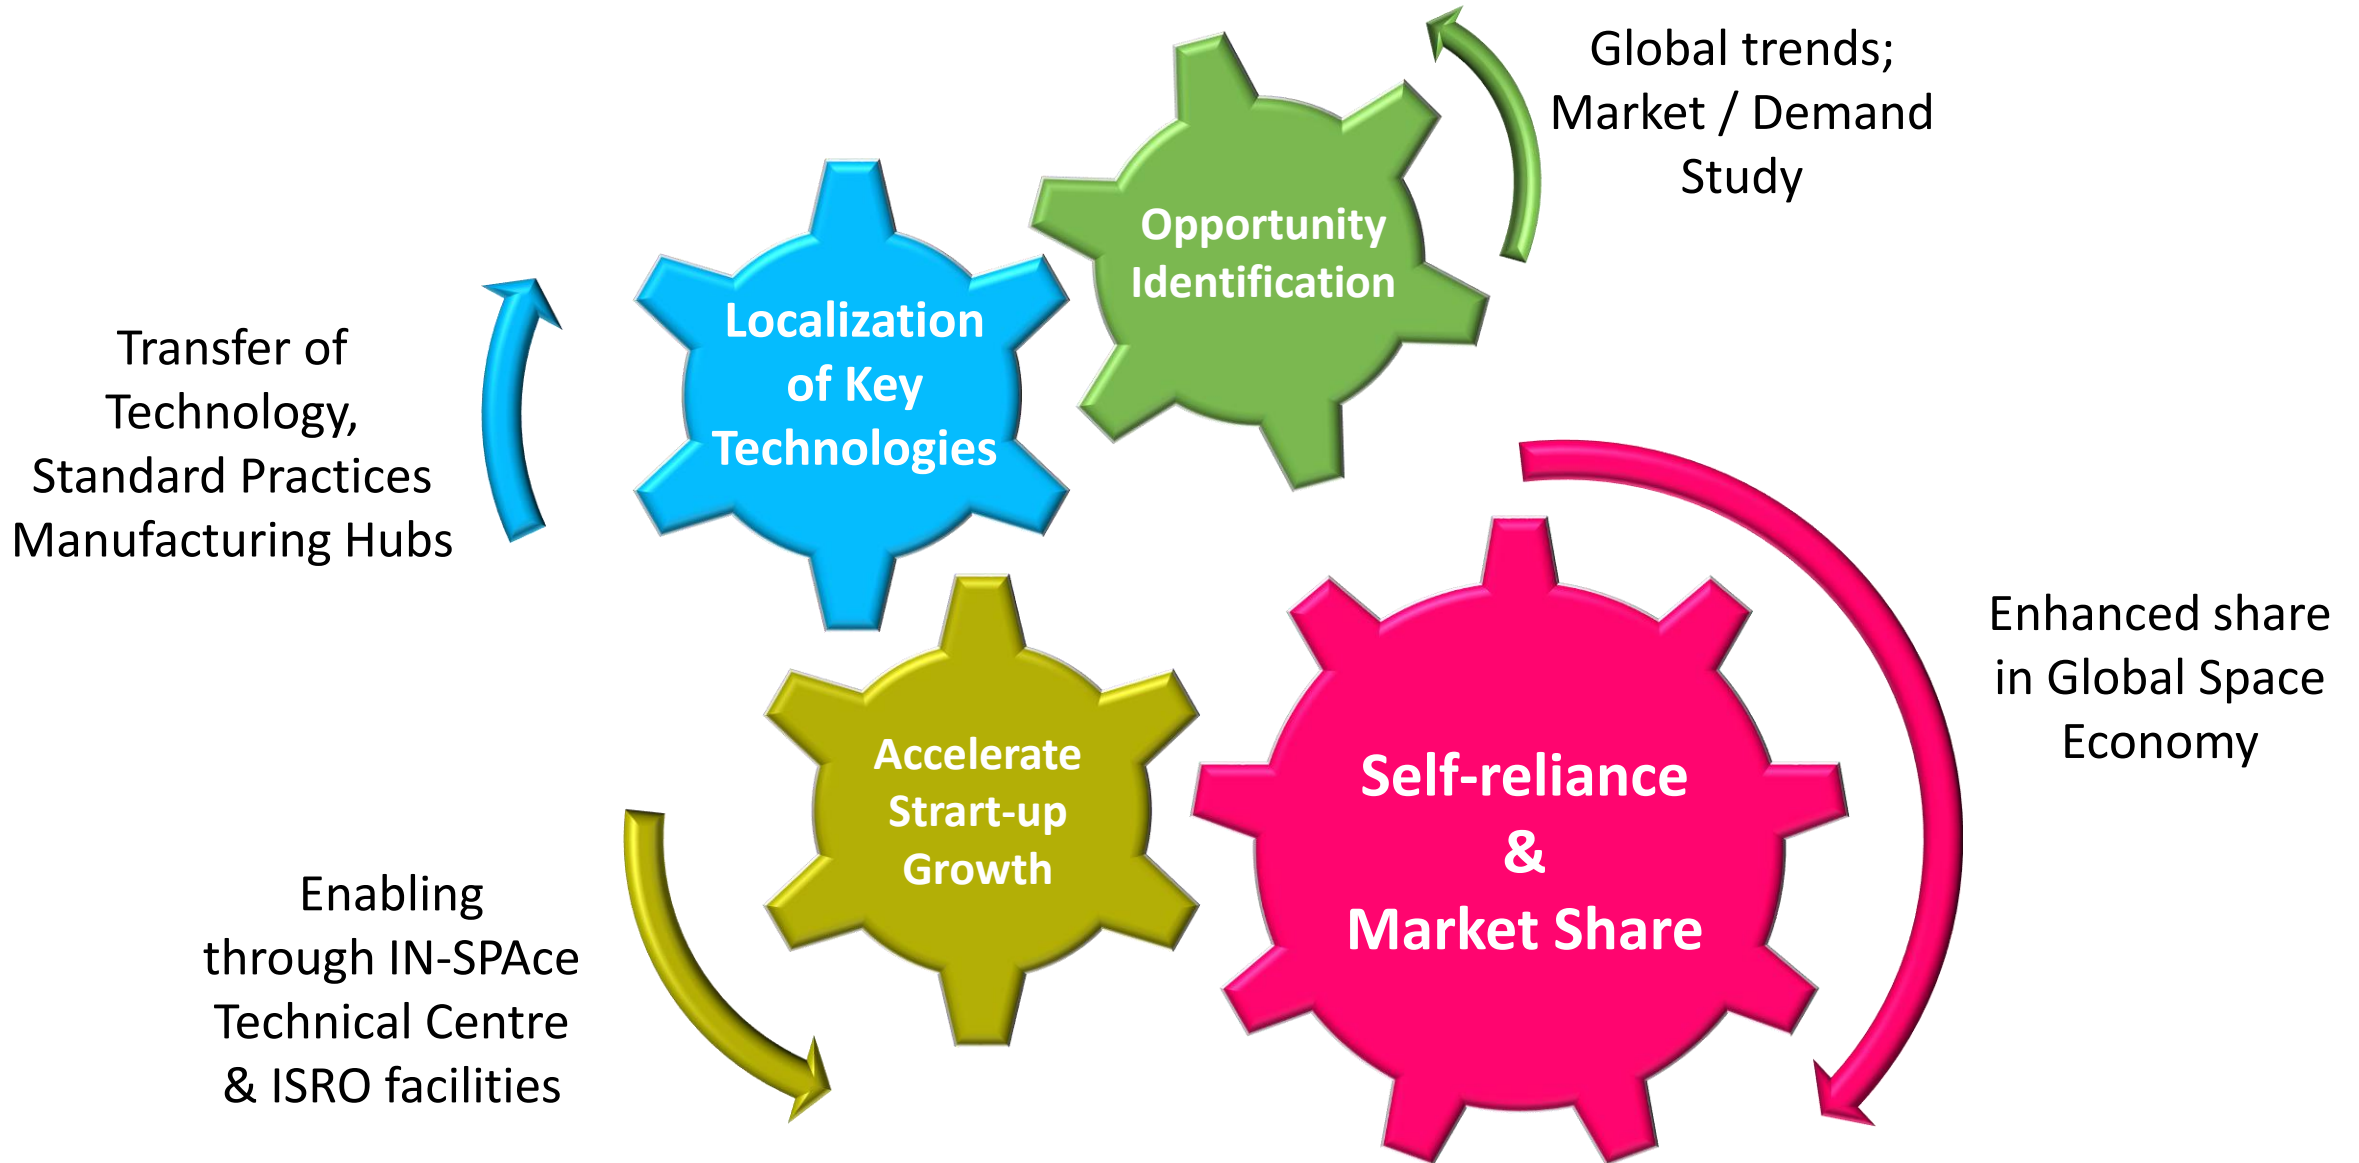 Global trends;
Market / Demand
Study
Opportunity
Identification
Localization
of Key
Technologies
Transfer of
Technology,
Standard Practices
Manufacturing Hubs
Enhanced share
in Global Space
Economy
Self-reliance
&
Market Share
Accelerate
Strart-up
Growth
Enabling
through IN-SPAce
Technical Centre
& ISRO facilities